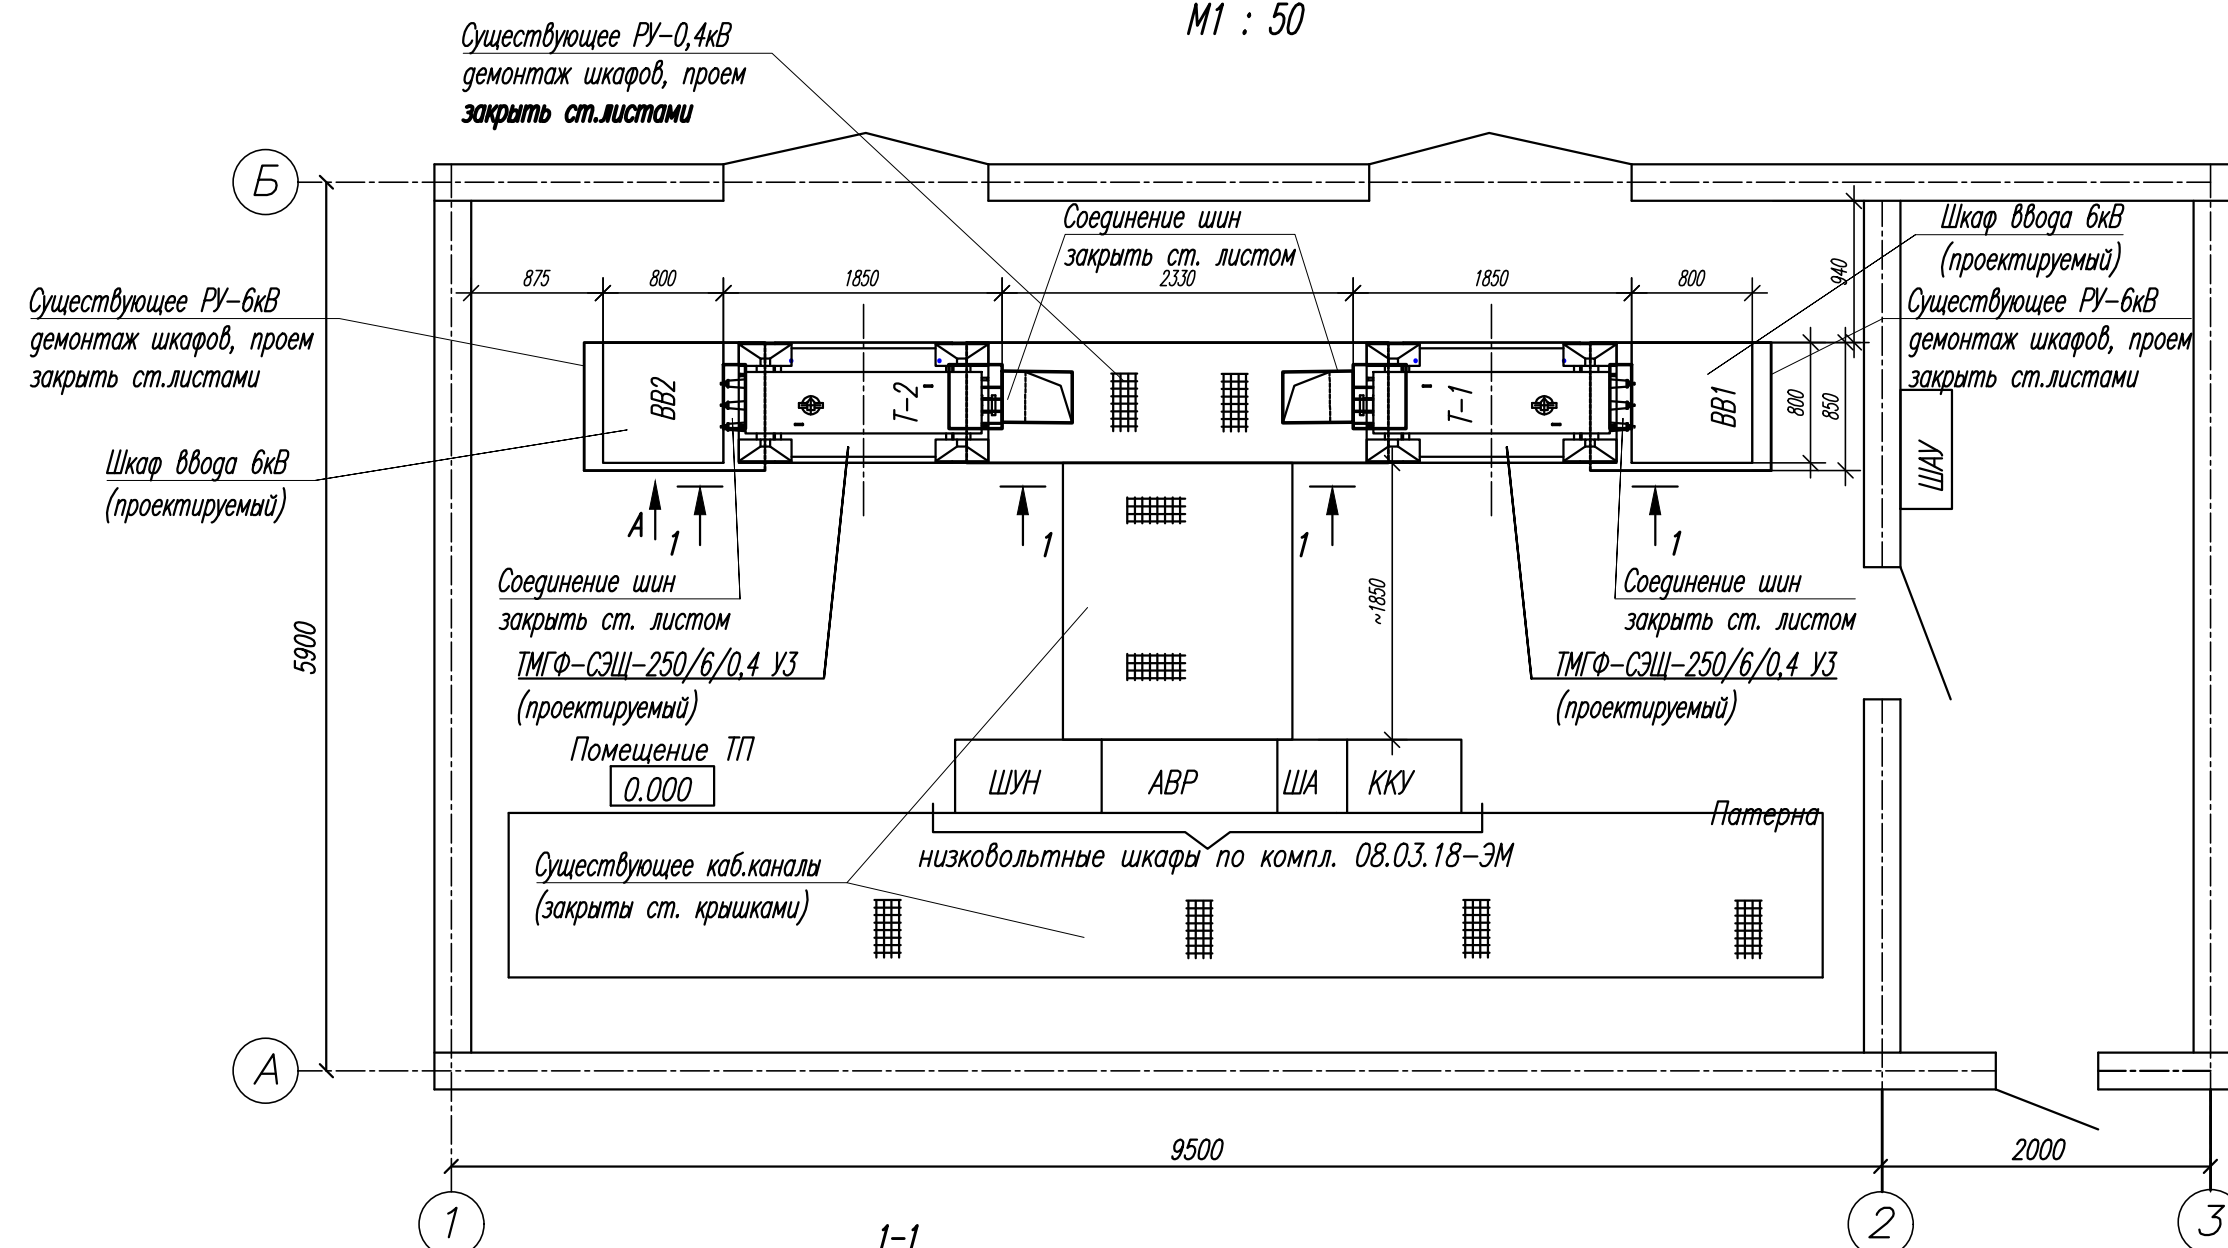 М1 : 50
Существующее РУ-0,4кВ
демонтаж шкафов, проем
закрыть ст.листами
Б
Соединение шин
закрыть ст. листом
Шкаф ввода 6кВ
(проектируемый)
875
800
1850
2330
1850
800
940
Существующее РУ-6кВ
демонтаж шкафов, проем
закрыть ст.листами
Существующее РУ-6кВ
демонтаж шкафов, проем
закрыть ст.листами
ВВ2
Т-2
Т-1
ВВ1
800
850
ШАУ
Шкаф ввода 6кВ
(проектируемый)
А
1
1
1
1
Соединение шин
закрыть ст. листом
~1850
Соединение шин
закрыть ст. листом
5900
ТМГФ-СЭЩ-250/6/0,4 У3
(проектируемый)
ТМГФ-СЭЩ-250/6/0,4 У3
(проектируемый)
Помещение ТП
0.000
ШУН
АВР
ША
ККУ
Патерна
низковольтные шкафы по компл. 08.03.18-ЭМ
Существующее каб.каналы
(закрыты ст. крышками)
А
9500
2000
1
2
3
1-1